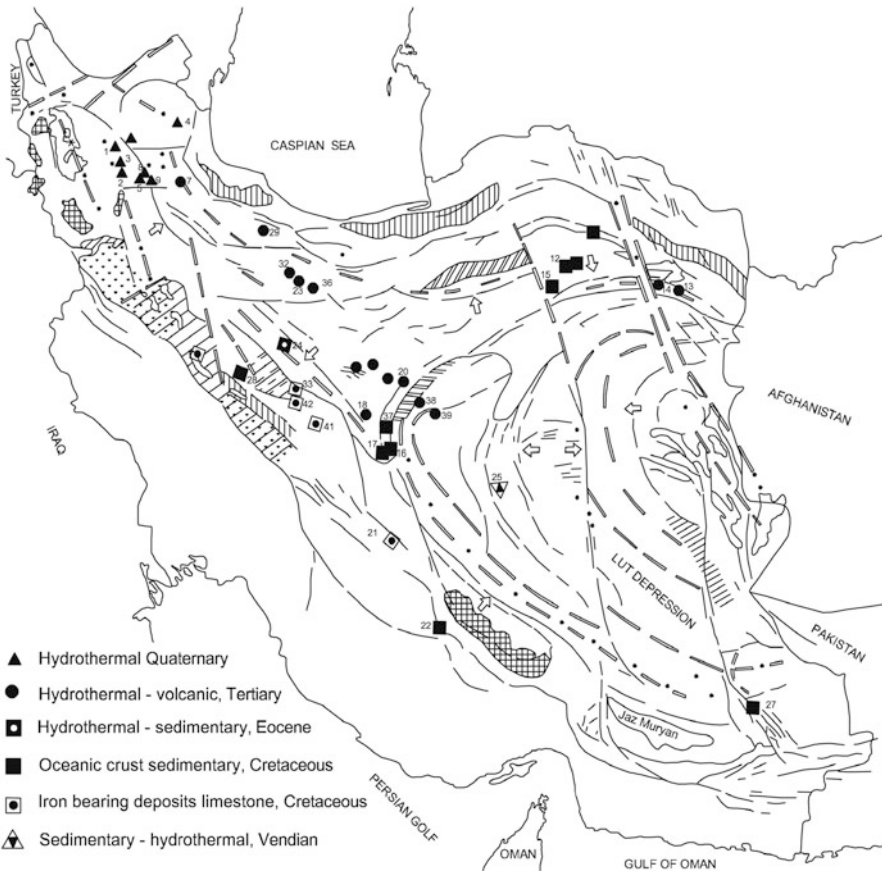 TURKEY
CASPIAN SEA
4
1
3
2
5
9
7
29
32
23
36
12
15
14
13
24
28
33
42
41
20
18
37
38
39
17
16
25
21
22
27
AFGHANISTAN
IRAQ
LUT DEPRESSION
PAKISTAN
Jaz Muryan
PERSIAN GOLF
OMAN
GULF OF OMAN
Hydrothermal Quaternary
Hydrothermal - volcanic, Tertiary
Hydrothermal - sedimentary, Eocene
Oceanic crust sedimentary, Cretaceous
Iron bearing deposits limestone, Cretaceous
Sedimentary - hydrothermal, Vendian